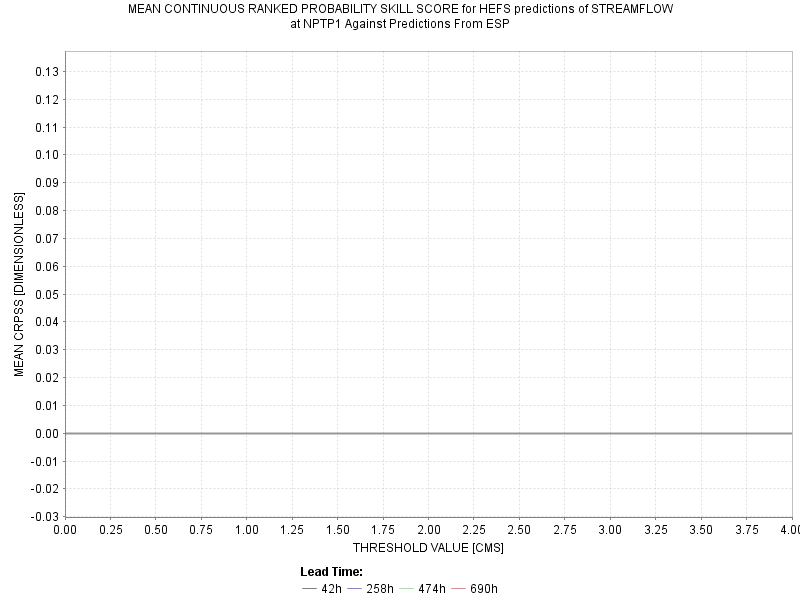 MEAN CONTINUOUS RANKED PROBABILITY SKILL SCORE for HEFS predictions of STREAMFLOW
at NPTP1 Against Predictions From ESP
MEAN CRPSS [DIMENSIONLESS]
0.13
0.12
0.11
0.10
0.09
0.08
0.07
0.06
0.05
0.04
0.03
0.02
0.01
0.00
-0.01
-0.02
-0.03
0.00 0.25 0.50 0.75 1.00 1.25 1.50 1.75 2.00 2.25 2.50 2.75 3.00 3.25 3.50 3.75 4.00
THRESHOLD VALUE [CMS]
Lead Time:
42h 258h 474h 690h